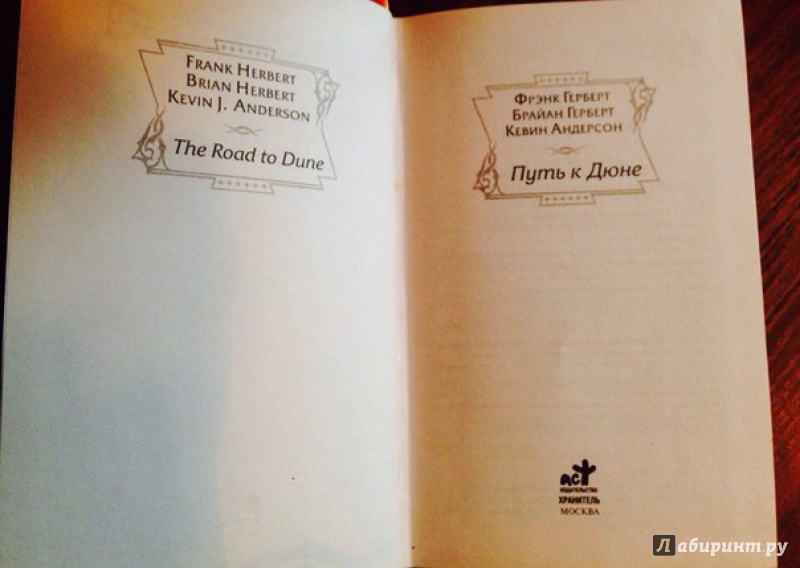 FRANK HERBERT
BRIAN HERBERT
KEVIN J. ANDERSON
The Road to Dune
ФРЭНК ГЕРБЕРТ
БРАЙАН ГЕРБЕРТ
КЕВИН АНДЕРСОН
Путь к Дюне
аст
ИЗДАТЕЛЬСТВО
ХРАНИТЕЛЬ
МОСКВА
Лабиринт.ру